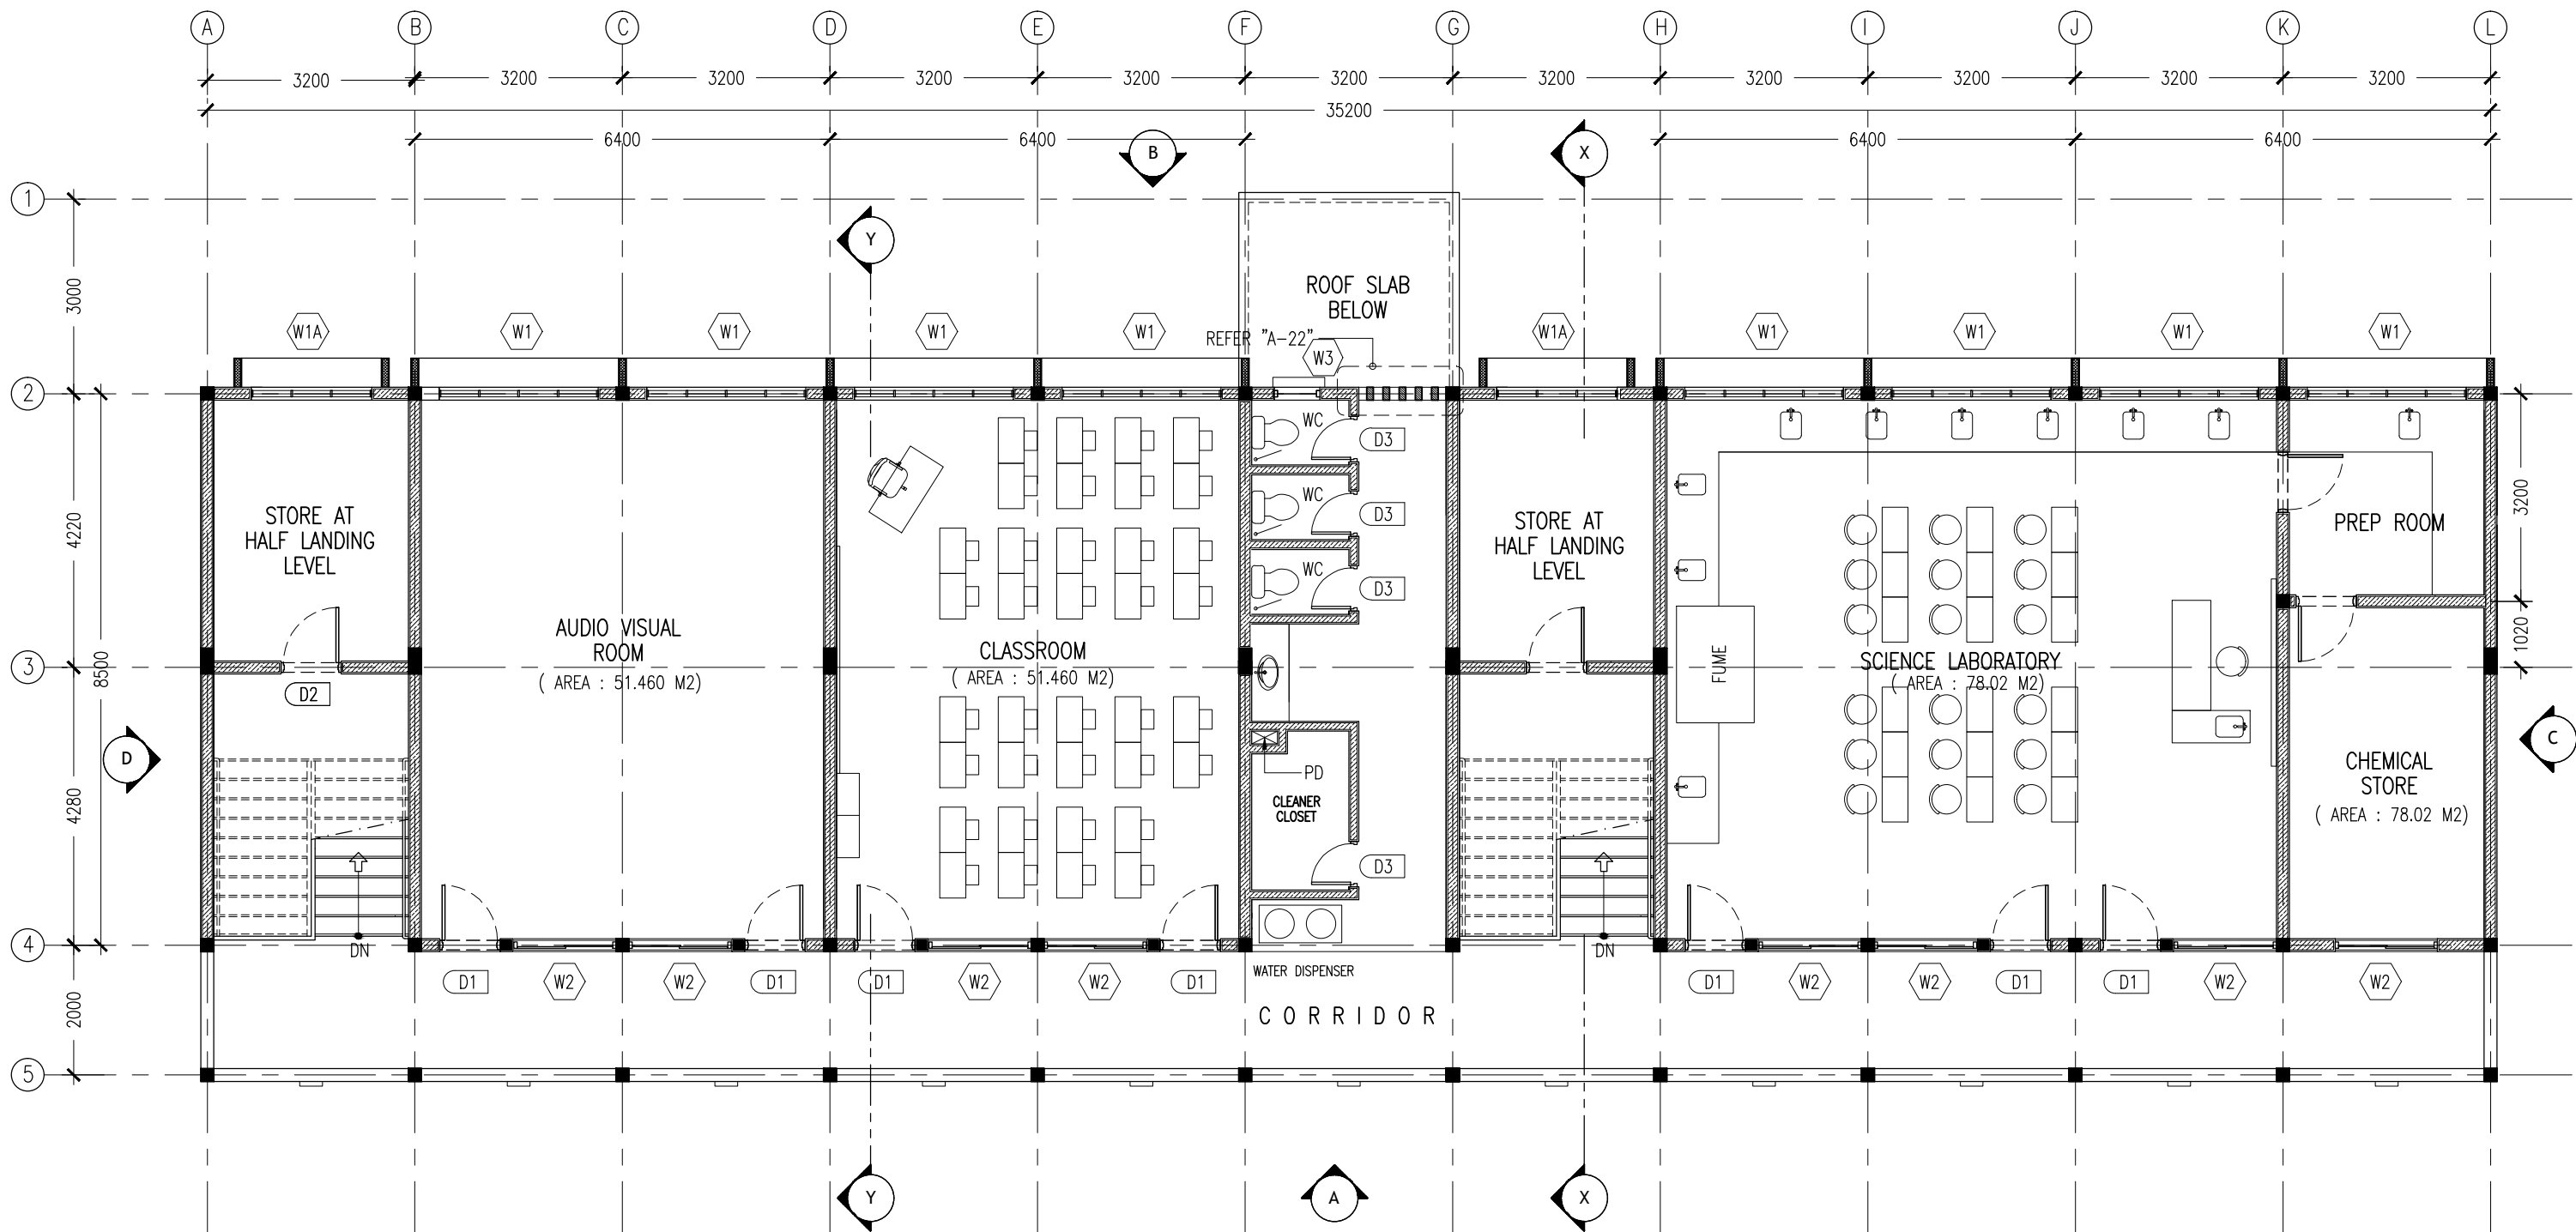 A B C D E F G H I J K L
3200 3200 3200 3200 3200 3200 3200 3200 3200 3200 3200
35200
6400 6400 6400 6400
B X
1
Y
3000
ROOF SLAB
BELOW
W1A W1 W1 W1 W1 REFER "A-22" W3 W1A W1 W1 W1 W1
2
WC D3
WC D3
WC D3
4220
3200
STORE AT
HALF LANDING
LEVEL
STORE AT
HALF LANDING
LEVEL
PREP ROOM
AUDIO VISUAL
ROOM
( AREA : 51.460 M2)
CLASSROOM
( AREA : 51.460 M2)
FUME
SCIENCE LABORATORY
( AREA : 78.02 M2)
1020
3
8500
D2
D
C
PD
CLEANER
CLOSET
CHEMICAL
STORE
( AREA : 78.02 M2)
4280
D3
4
DN DN
WATER DISPENSER
D1 W2 W2 D1 D1 W2 W2 D1 D1 W2 W2 D1 D1 W2 W2
2000
CORRIDOR
5
Y A X